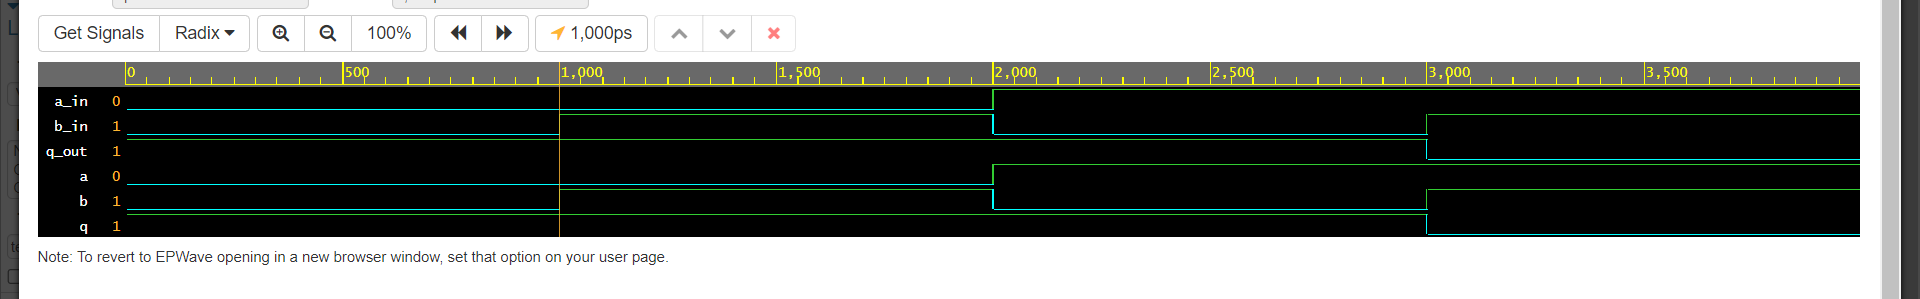 Get Signals Radix 100% 1,000ps
0 500 1,000 1,500 2,000 2,500 3,000 3,500
a_in 0
b_in 1
q_out 1
a 0
b 1
q 1
Note: To revert to EPWave opening in a new browser window, set that option on your user page.